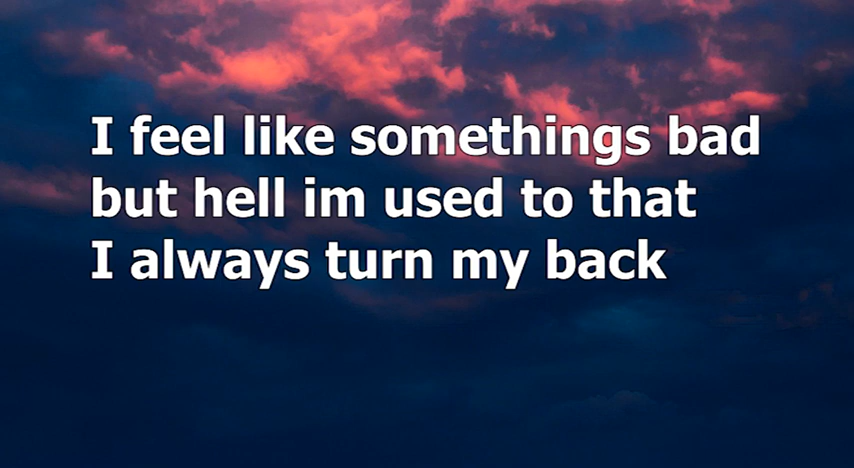 I feel like somethings bad
but hell im used to that
I always turn my back